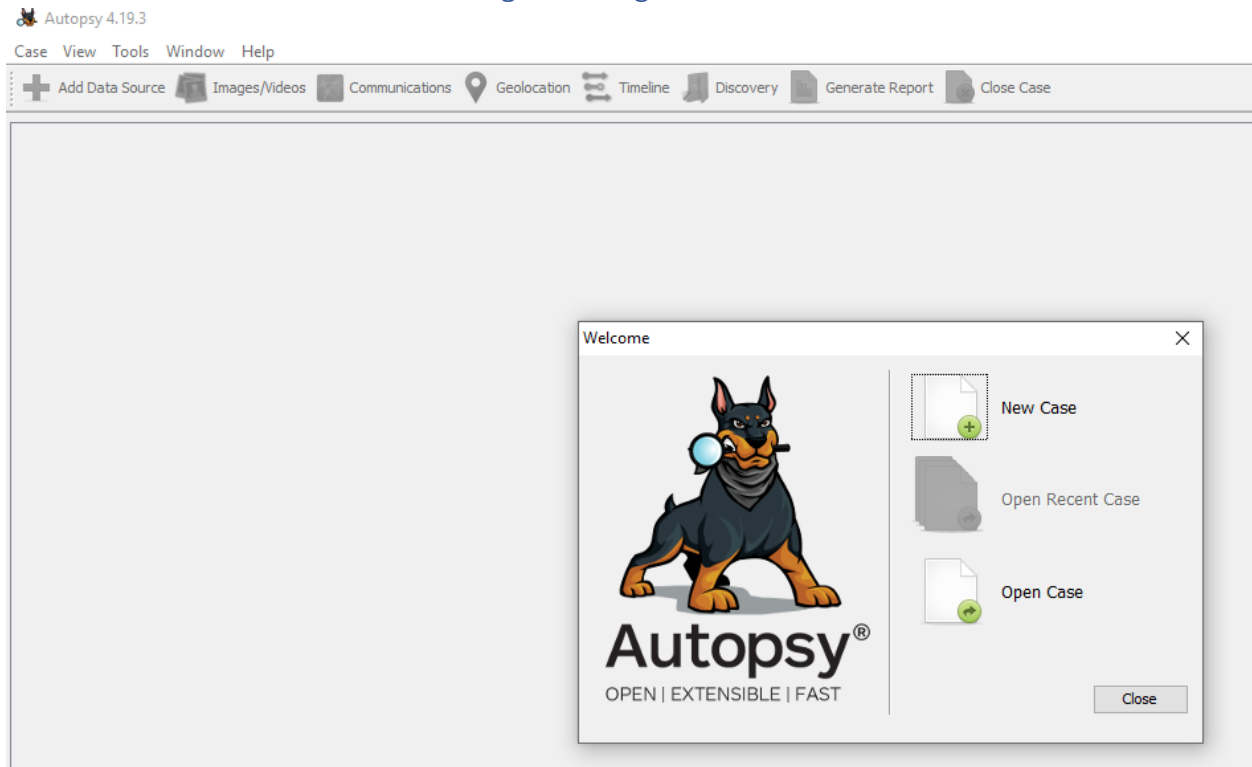 Autopsy 4.19.3
Case View Tools Window Help
Add Data Source Images/Videos Communications Geolocation Timeline Discovery Generate Report Close Case
Welcome
New Case
Open Recent Case
Open Case
Autopsy®
OPEN | EXTENSIBLE | FAST
Close